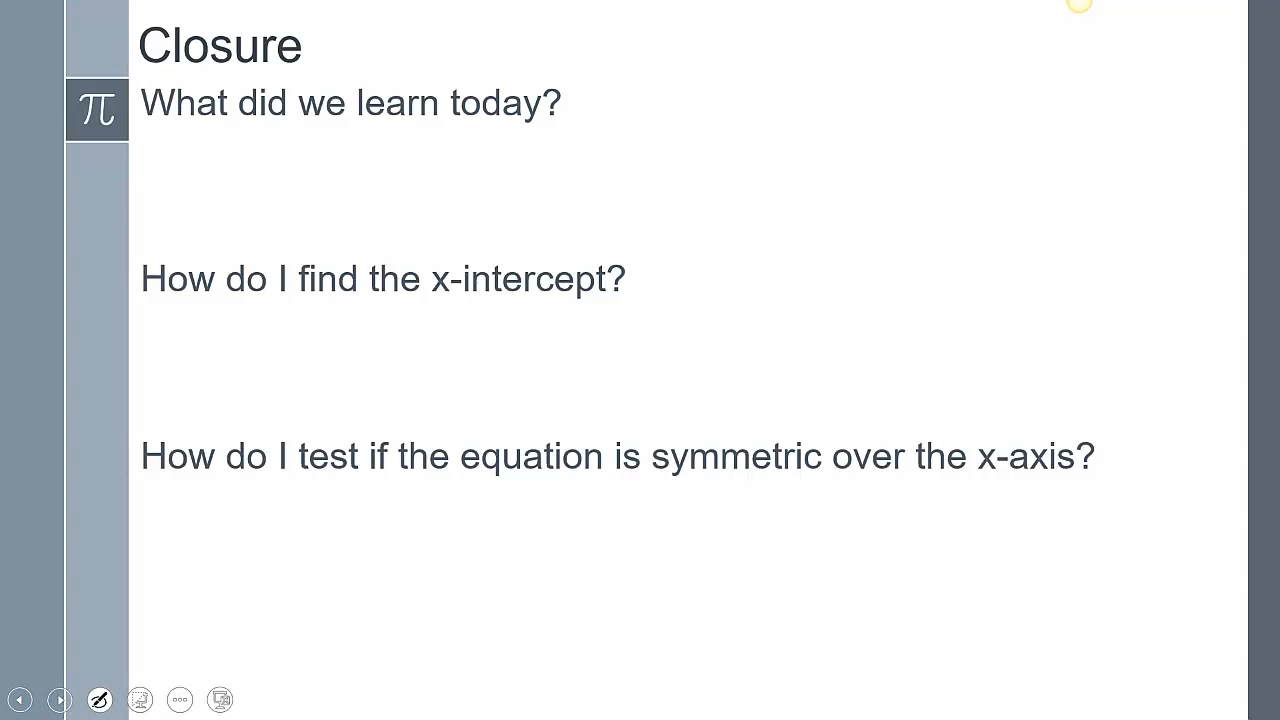 Closure
π What did we learn today?
How do I find the x-intercept?
How do I test if the equation is symmetric over the x-axis?